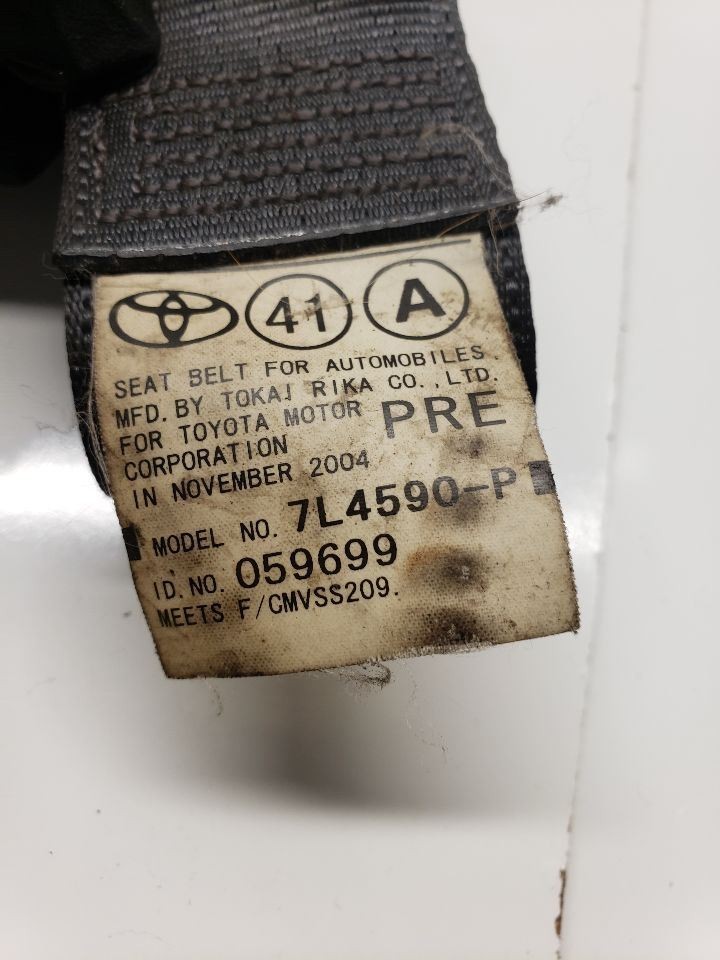 41 A
SEAT BELT FOR AUTOMOBILES.
MFD. BY TOKAI RIKA CO., LTD.
FOR TOYOTA MOTOR PRE
CORPORATION
IN NOVEMBER 2004
MODEL NO. 7L4590-P
ID. NO. 059699
MEETS F/CMVSS209.